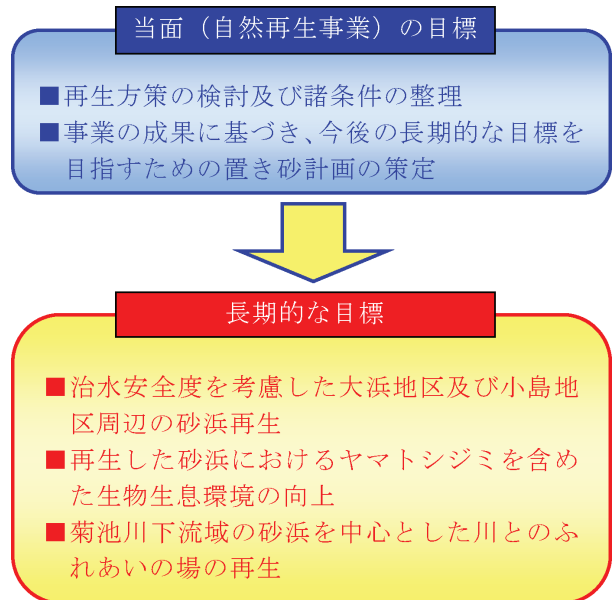 当面（自然再生事業）の目標
■再生方策の検討及び諸条件の整理
■事業の成果に基づき、今後の長期的な目標を
目指すための置き砂計画の策定
長期的な目標
■治水安全度を考慮した大浜地区及び小島地
区周辺の砂浜再生
■再生した砂浜におけるヤマトシジミを含め
た生物生息環境の向上
■菊池川下流域の砂浜を中心とした川とのふ
れあいの場の再生